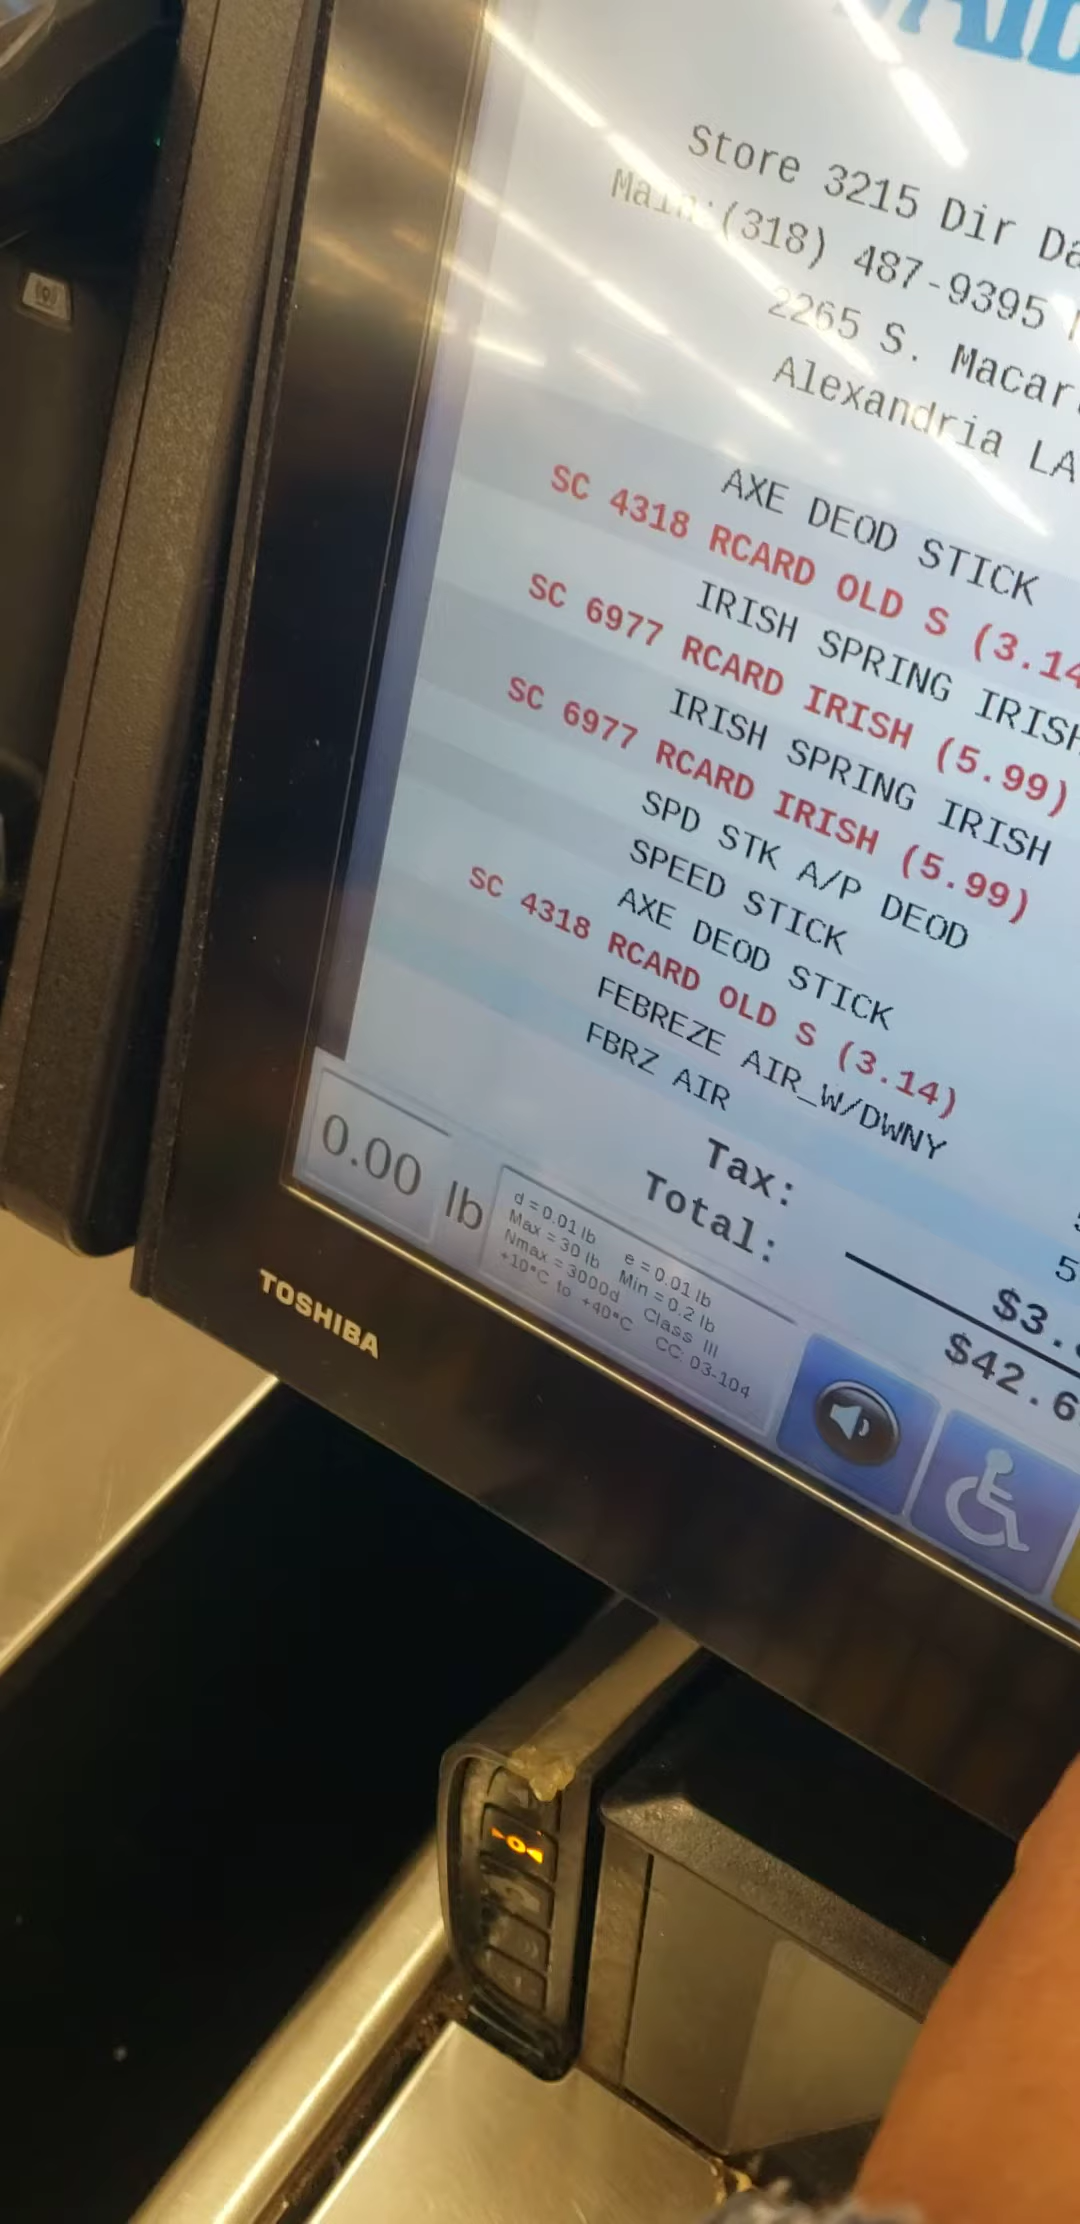 Store 3215 Dir
Main:(318) 487-9395
2265 S.
Alexandria LA
AXE DEOD STICK
SC 4318 RCARD OLD S (3.14
IRISH SPRING IRISH
SC 6977 RCARD IRISH (5.99)
IRISH SPRING IRISH
SC 6977 RCARD IRISH (5.99)
SPD STK A/P DEOD
SPEED STICK
AXE DEOD STICK
SC 4318 RCARD OLD S (3.14)
FEBREZE AIR_W/DWNY
FBRZ AIR
Tax: $3.
Total: $42.6
0.00 lb
d=0.01 lb e=0.01 lb
Max=30 lb Min=0.2 lb
Nmax=3000d Class III
+10°C to +40°C CC: 03-104
TOSHIBA